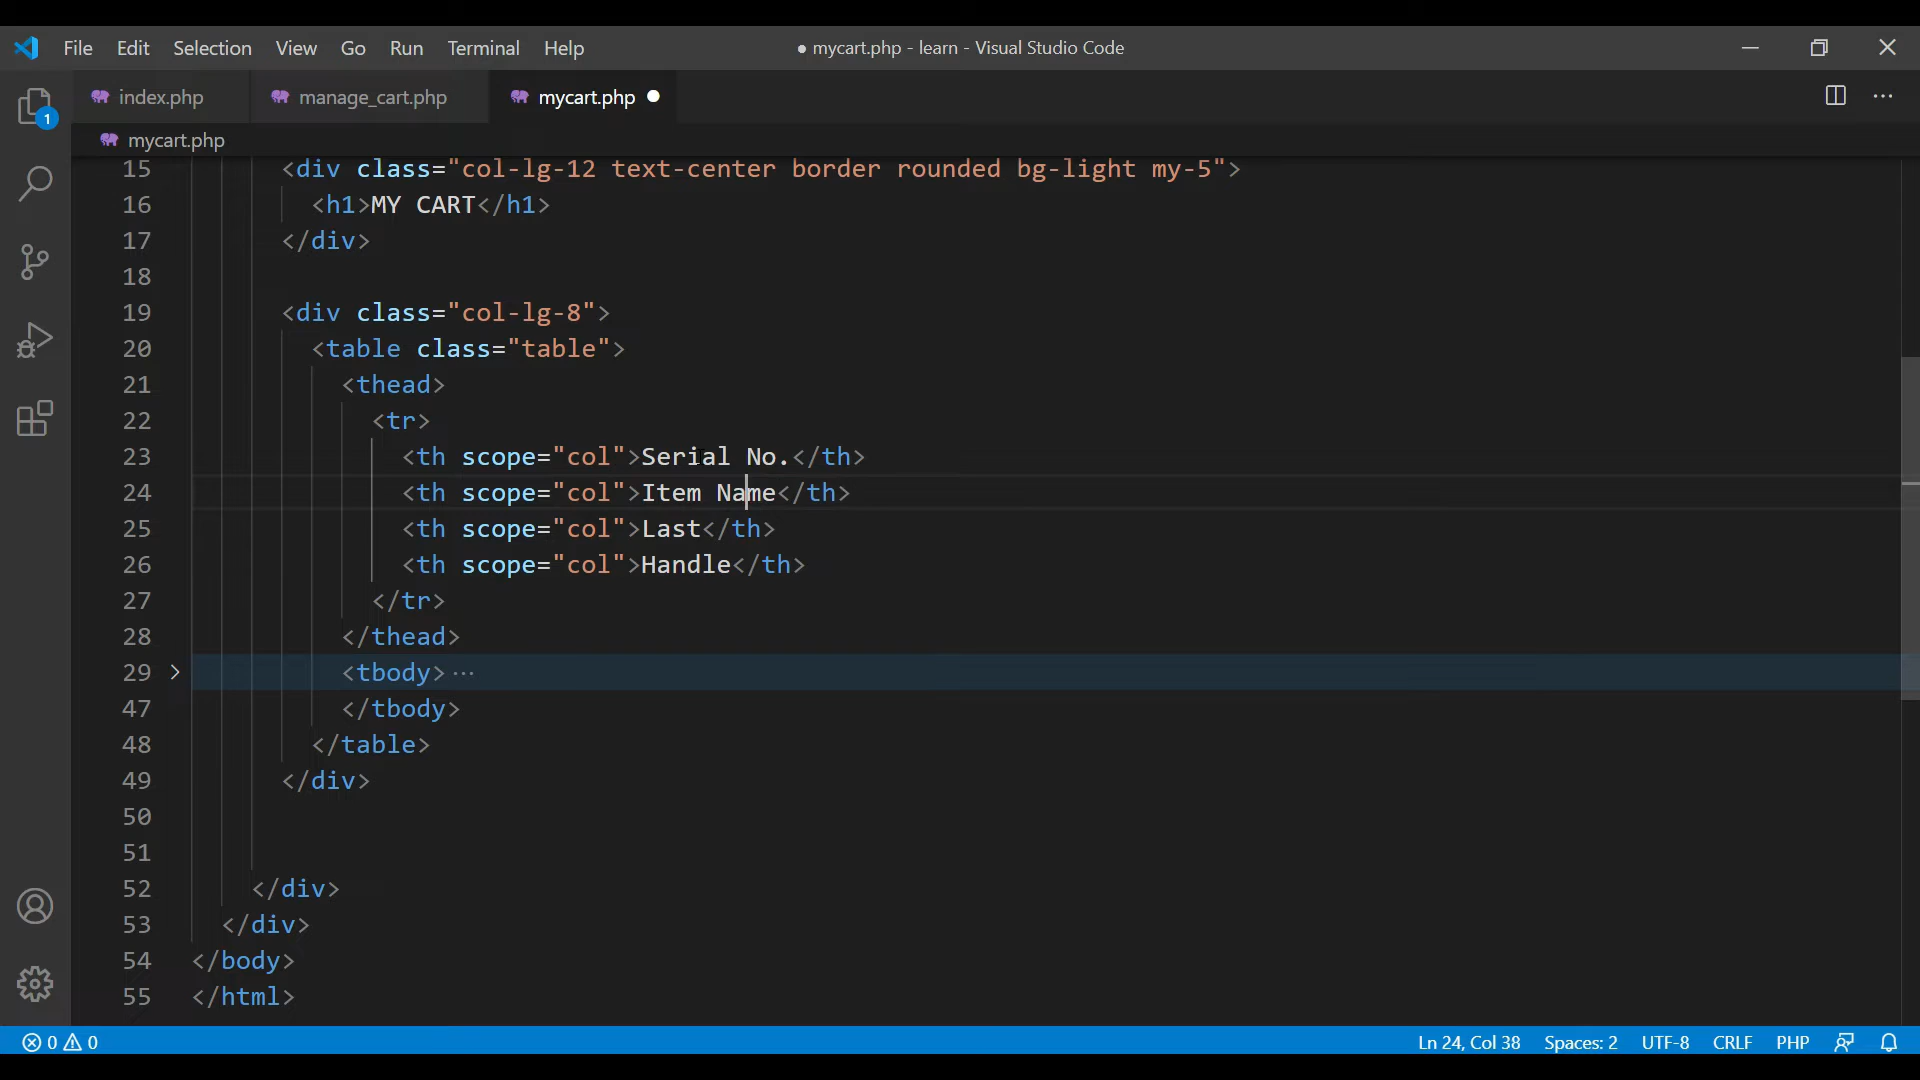 File Edit Selection View Go Run Terminal Help ● mycart.php - learn - Visual Studio Code
index.php manage_cart.php mycart.php ●
1
mycart.php
15 <div class="col-lg-12 text-center border rounded bg-light my-5">
16 <h1>MY CART</h1>
17 </div>
18
19 <div class="col-lg-8">
20 <table class="table">
21 <thead>
22 <tr>
23 <th scope="col">Serial No.</th>
24 <th scope="col">Item Name</th>
25 <th scope="col">Last</th>
26 <th scope="col">Handle</th>
27 </tr>
28 </thead>
29 <tbody>···
47 </tbody>
48 </table>
49 </div>
50
51
52 </div>
53 </div>
54 </body>
55 </html>
0 0 Ln 24, Col 38 Spaces: 2 UTF-8 CRLF PHP